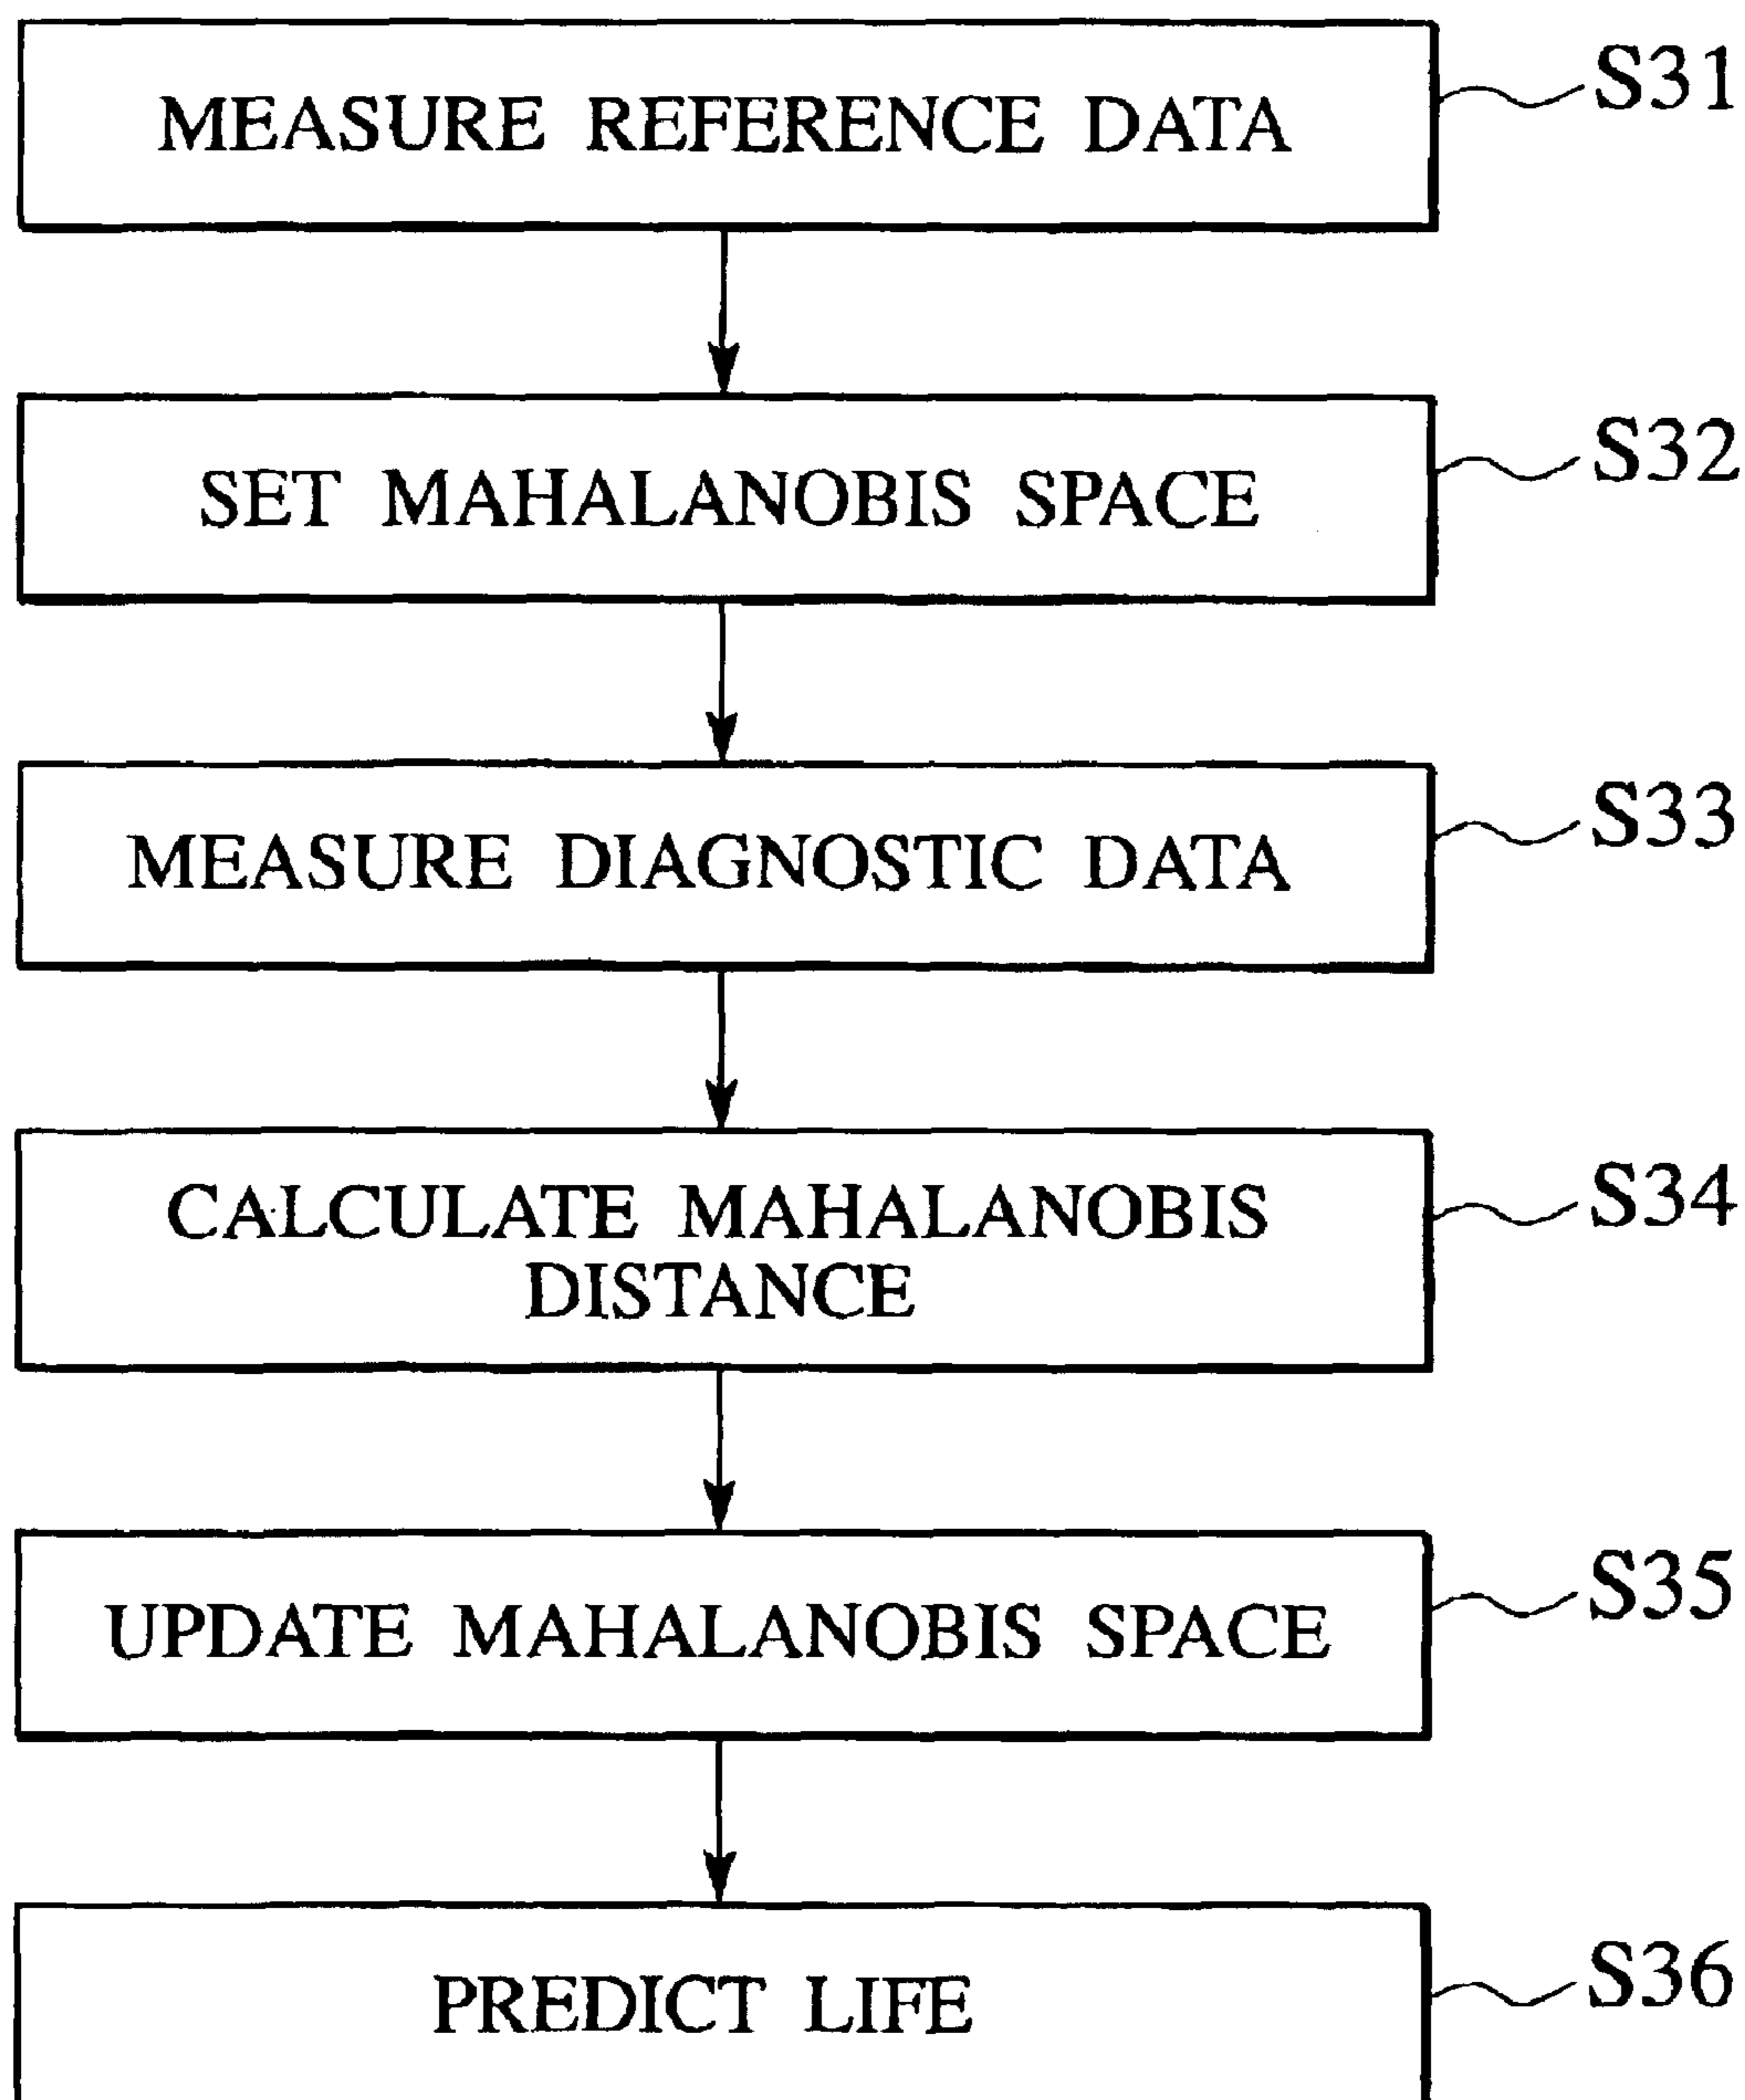 MEASURE REFERENCE DATA
S31
SET MAHALANOBIS SPACE
S32
MEASURE DIAGNOSTIC DATA
S33
CALCULATE MAHALANOBIS
DISTANCE
S34
UPDATE MAHALANOBIS SPACE
S35
PREDICT LIFE
S36